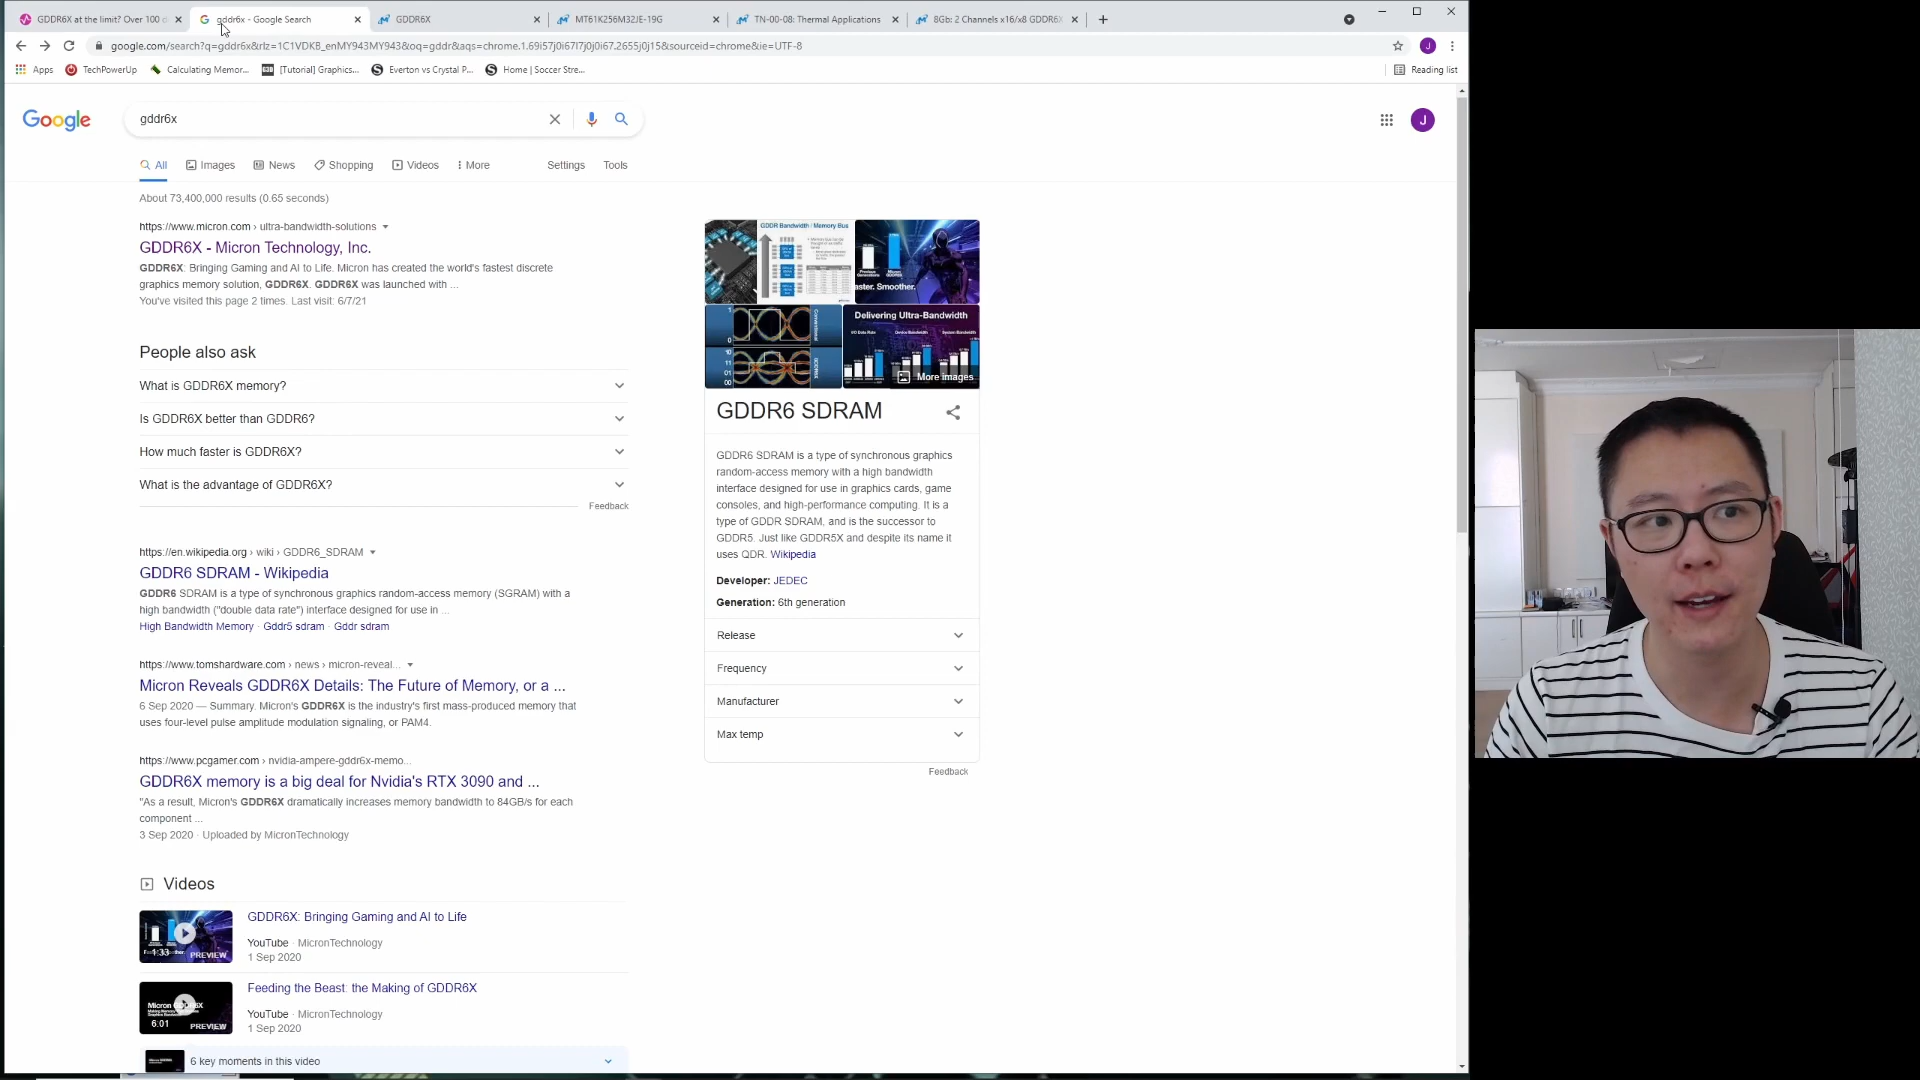 GDDR6X at the limit? Over 100
gddr6x - Google Search
GDDR6X
MT61K256M32JE-19G
TN-00-08: Thermal Applications
8Gb: 2 Channels x16/x8 GDDR6
google.com/search?q=gddr6x&rlz=1C1VDKB_enMY943MY943&oq=gddr&aqs=chrome.1.69i57j0i67l7j0j0i67.2655j0j15&sourceid=chrome&ie=UTF-8
J
Apps
TechPowerUp
Calculating Memor...
[Tutorial] Graphics...
Everton vs Crystal P...
Home | Soccer Stre...
Reading list
Google
gddr6x
J
All
Images
News
Shopping
Videos
More
Settings
Tools
About 73,400,000 results (0.65 seconds)
https://www.micron.com › ultra-bandwidth-solutions
GDDR6X - Micron Technology, Inc.
GDDR6X: Bringing Gaming and AI to Life. Micron has created the world's fastest discrete
graphics memory solution, GDDR6X. GDDR6X was launched with ...
You've visited this page 2 times. Last visit: 6/7/21
People also ask
What is GDDR6X memory?
Is GDDR6X better than GDDR6?
How much faster is GDDR6X?
What is the advantage of GDDR6X?
Feedback
https://en.wikipedia.org › wiki › GDDR6_SDRAM
GDDR6 SDRAM - Wikipedia
GDDR6 SDRAM is a type of synchronous graphics random-access memory (SGRAM) with a
high bandwidth ("double data rate") interface designed for use in ...
High Bandwidth Memory · Gddr5 sdram · Gddr sdram
https://www.tomshardware.com › news › micron-reveal...
Micron Reveals GDDR6X Details: The Future of Memory, or a ...
6 Sep 2020 — Summary. Micron's GDDR6X is the industry's first mass-produced memory that
uses four-level pulse amplitude modulation signaling, or PAM4.
https://www.pcgamer.com › nvidia-ampere-gddr6x-memo...
GDDR6X memory is a big deal for Nvidia's RTX 3090 and ...
"As a result, Micron's GDDR6X dramatically increases memory bandwidth to 84GB/s for each
component ...
3 Sep 2020 · Uploaded by MicronTechnology
Videos
GDDR6X: Bringing Gaming and AI to Life
YouTube · MicronTechnology
1 Sep 2020
1:33
PREVIEW
Feeding the Beast: the Making of GDDR6X
YouTube · MicronTechnology
1 Sep 2020
6:01
PREVIEW
6 key moments in this video
GDDR Bandwidth / Memory Bus
aster. Smoother.
Delivering Ultra-Bandwidth
More images
GDDR6 SDRAM
GDDR6 SDRAM is a type of synchronous graphics
random-access memory with a high bandwidth
interface designed for use in graphics cards, game
consoles, and high-performance computing. It is a
type of GDDR SDRAM, and is the successor to
GDDR5. Just like GDDR5X and despite its name it
uses QDR. Wikipedia
Developer: JEDEC
Generation: 6th generation
Release
Frequency
Manufacturer
Max temp
Feedback